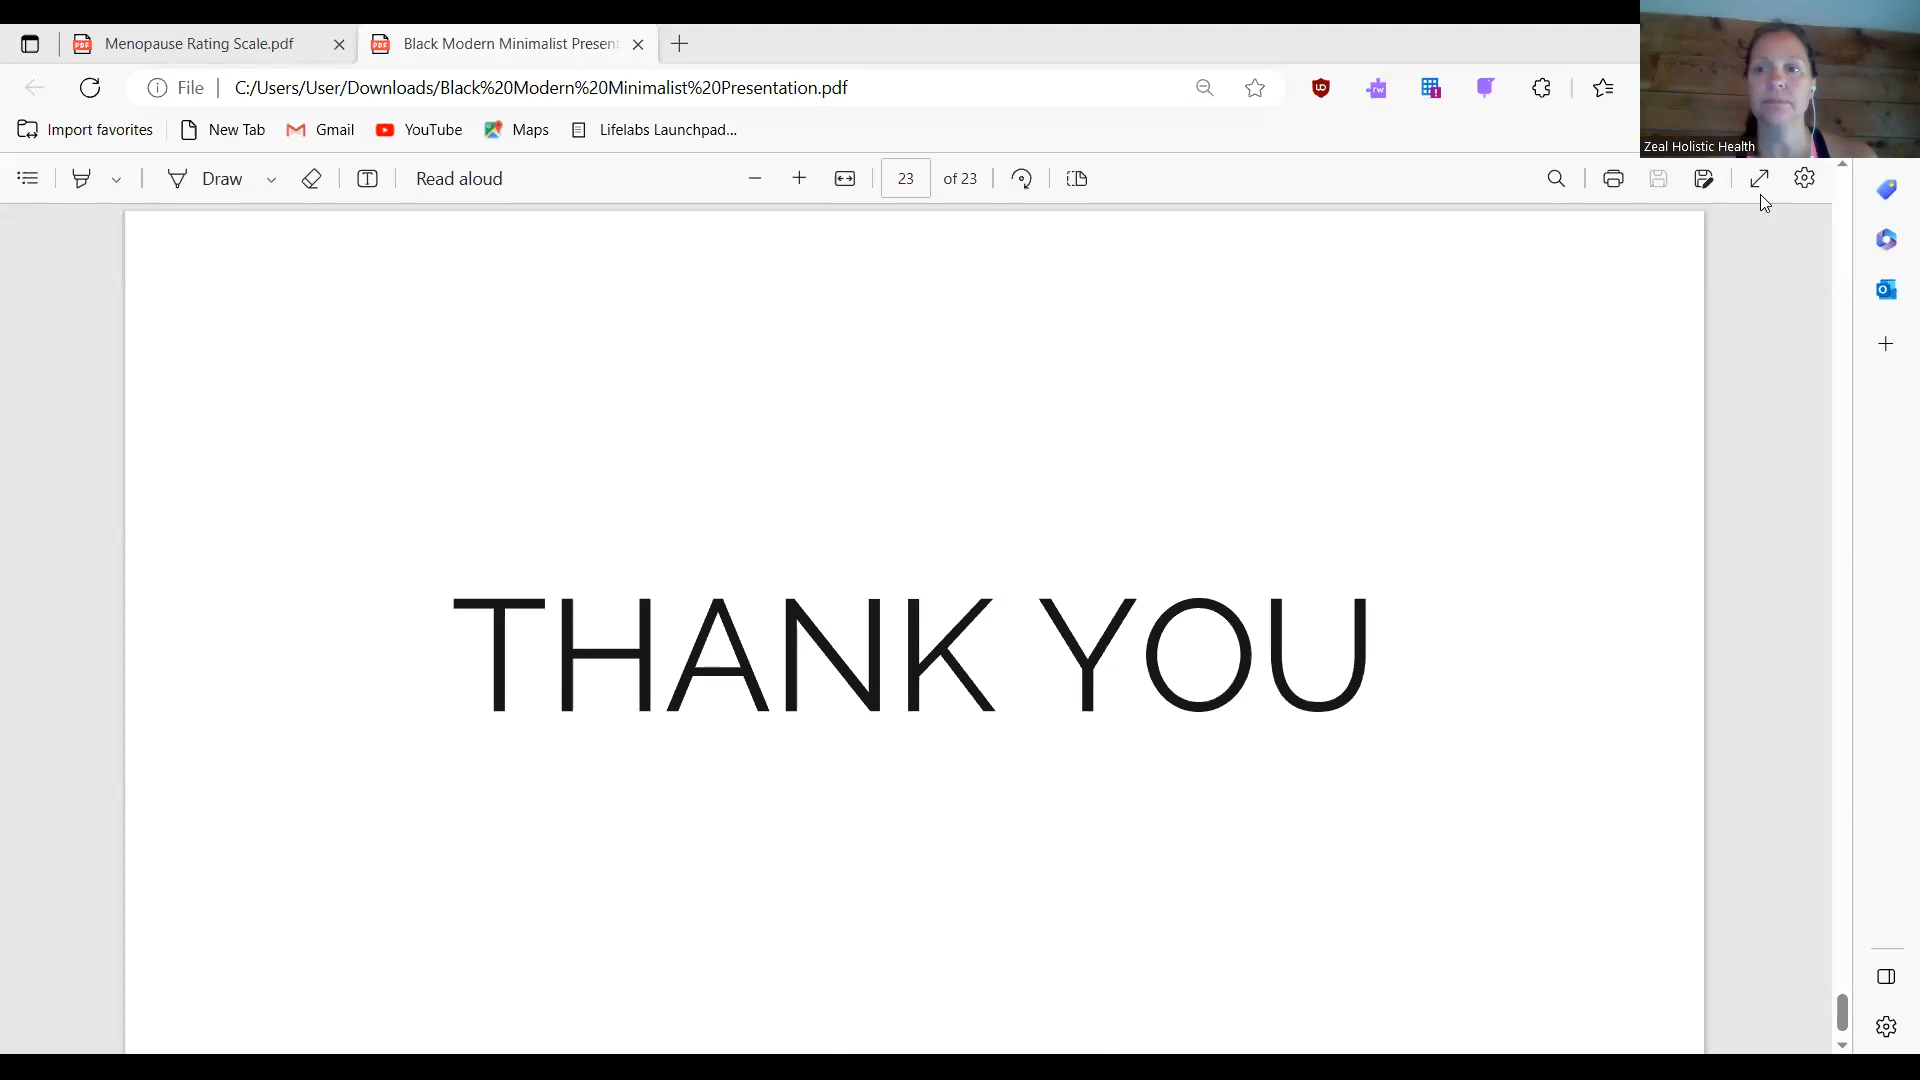 Menopause Rating Scale.pdf
Black Modern Minimalist Present
File
C:/Users/User/Downloads/Black%20Modern%20Minimalist%20Presentation.pdf
Import favorites
New Tab
Gmail
YouTube
Maps
Lifelabs Launchpad...
Zeal Holistic Health
Draw
Read aloud
23
of 23
THANK YOU